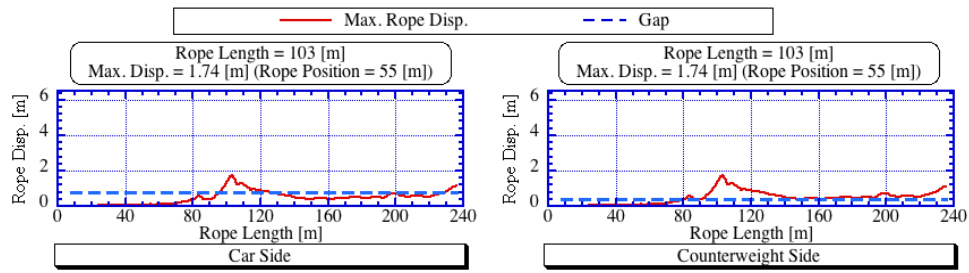 Max. Rope Disp. Gap
Rope Length = 103 [m]
Max. Disp. = 1.74 [m] (Rope Position = 55 [m])
Rope Disp. [m]
6
4
2
0
0 40 80 120 160 200 240
Rope Length [m]
Car Side
Rope Length = 103 [m]
Max. Disp. = 1.74 [m] (Rope Position = 55 [m])
Rope Disp. [m]
6
4
2
0
0 40 80 120 160 200 240
Rope Length [m]
Counterweight Side